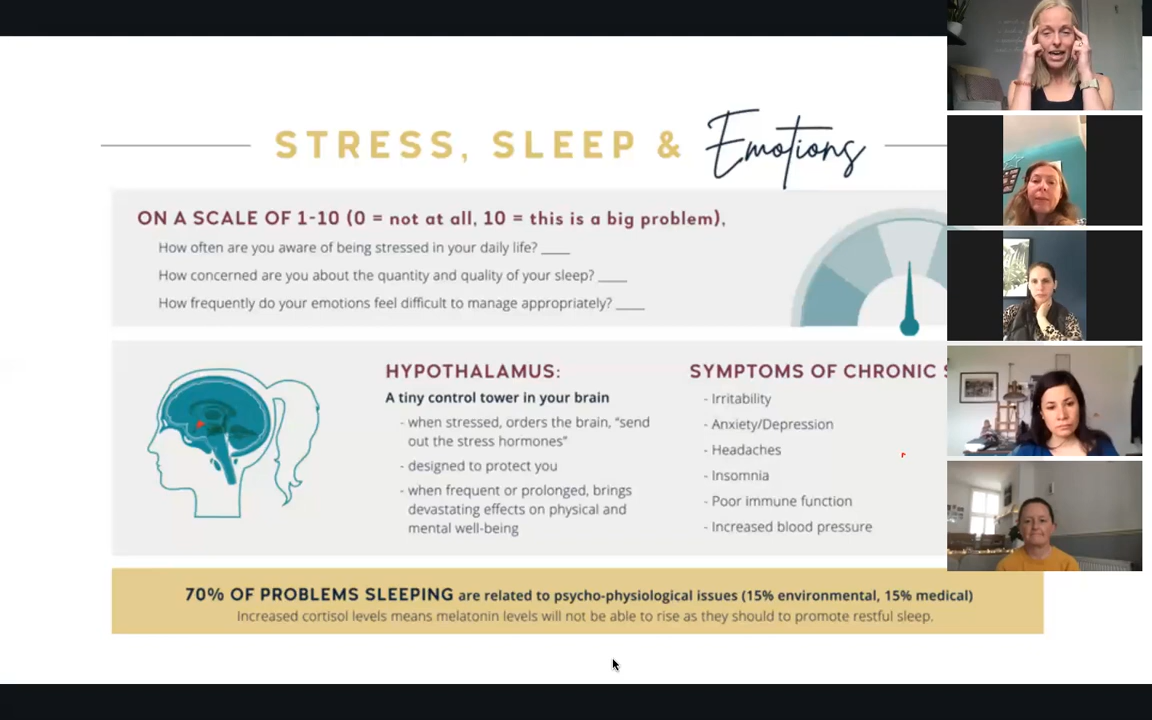 STRESS, SLEEP & Emotions
ON A SCALE OF 1-10 (0 = not at all, 10 = this is a big problem),
How often are you aware of being stressed in your daily life? ____
How concerned are you about the quantity and quality of your sleep? ____
How frequently do your emotions feel difficult to manage appropriately? ____
HYPOTHALAMUS:
A tiny control tower in your brain
- when stressed, orders the brain, “send
out the stress hormones”
- designed to protect you
- when frequent or prolonged, brings
devastating effects on physical and
mental well-being
SYMPTOMS OF CHRONIC
- Irritability
- Anxiety/Depression
- Headaches
- Insomnia
- Poor immune function
- Increased blood pressure
70% OF PROBLEMS SLEEPING are related to psycho-physiological issues (15% environmental, 15% medical)
Increased cortisol levels means melatonin levels will not be able to rise as they should to promote restful sleep.